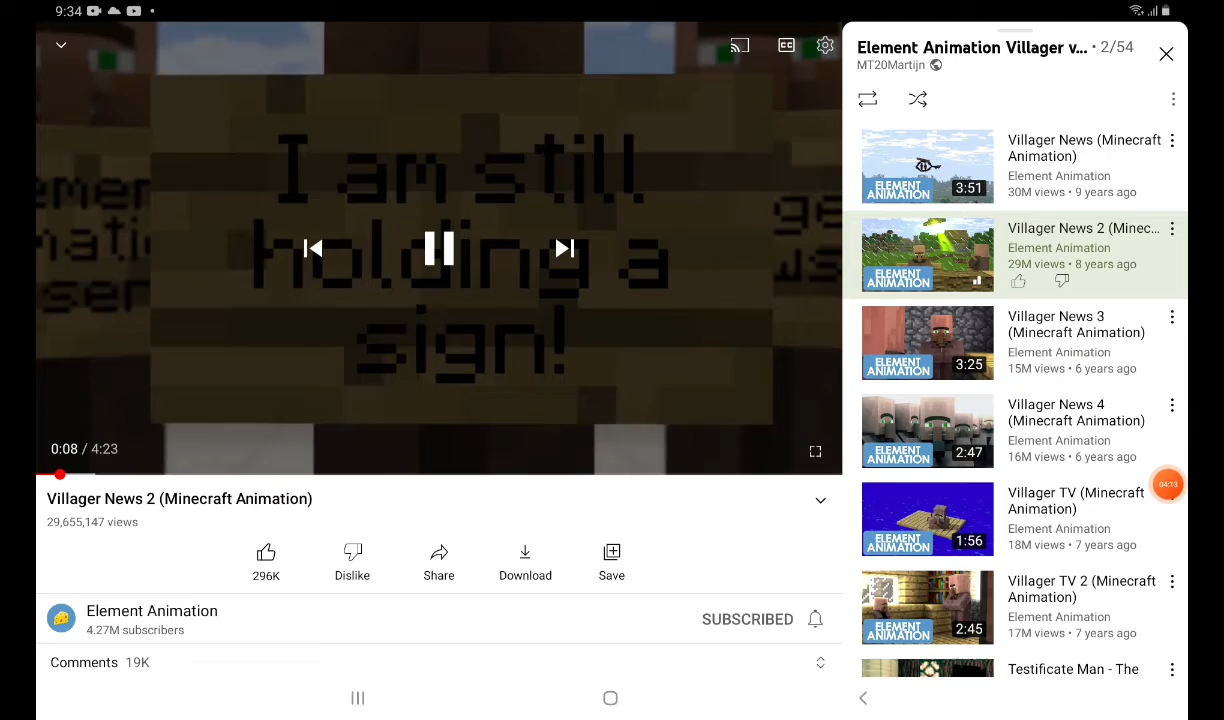 9:34
I am still
holding a
sign!
0:08 / 4:23
Villager News 2 (Minecraft Animation)
29,655,147 views
296K
Dislike
Share
Download
Save
Element Animation
4.27M subscribers
SUBSCRIBED
Comments 19K
Element Animation Villager v... • 2/54
MT20Martijn
ELEMENT
ANIMATION
3:51
Villager News (Minecraft
Animation)
Element Animation
30M views • 9 years ago
ELEMENT
ANIMATION
Villager News 2 (Minec...
Element Animation
29M views • 8 years ago
ELEMENT
ANIMATION
3:25
Villager News 3
(Minecraft Animation)
Element Animation
15M views • 6 years ago
ELEMENT
ANIMATION
2:47
Villager News 4
(Minecraft Animation)
Element Animation
16M views • 6 years ago
04:13
ELEMENT
ANIMATION
1:56
Villager TV (Minecraft
Animation)
Element Animation
18M views • 7 years ago
ELEMENT
ANIMATION
2:45
Villager TV 2 (Minecraft
Animation)
Element Animation
17M views • 7 years ago
Testificate Man - The